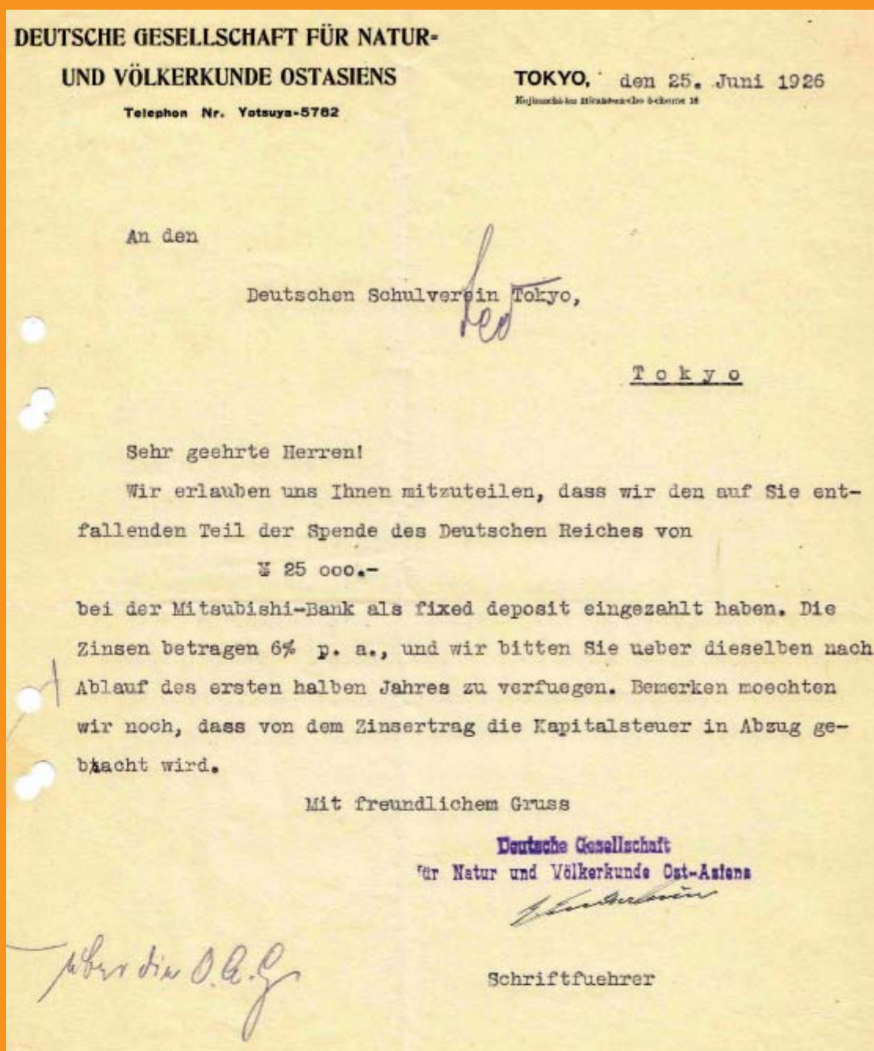 DEUTSCHE GESELLSCHAFT FÜR NATUR=
UND VÖLKERKUNDE OSTASIENS
Telephon Nr. Yotsuya-5762
TOKYO, den 25. Juni 1926
An den
Deutschen Schulverein Tokyo,
Tokyo
Sehr geehrte Herren!
Wir erlauben uns Ihnen mitzuteilen, dass wir den auf Sie ent-
fallenden Teil der Spende des Deutschen Reiches von
¥ 25 ooo.-
bei der Mitsubishi-Bank als fixed deposit eingezahlt haben. Die
Zinsen betragen 6% p. a., und wir bitten Sie ueber dieselben nach
Ablauf des ersten halben Jahres zu verfuegen. Bemerken moechten
wir noch, dass von dem Zinsertrag die Kapitalsteuer in Abzug ge-
bracht wird.
Mit freundlichem Gruss
Deutsche Gesellschaft
für Natur und Völkerkunde Ost-Asiens
Schriftfuehrer
über die O.A.G